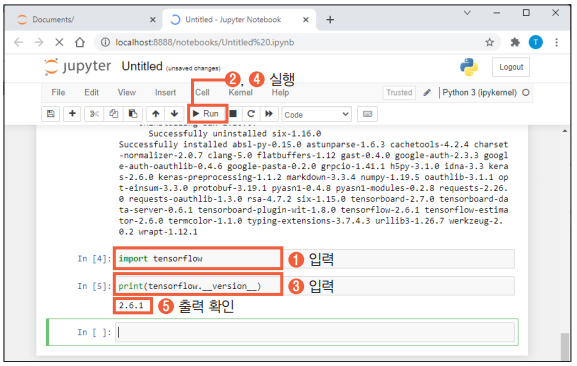 Documents/
Untitled - Jupyter Notebook
localhost:8888/notebooks/Untitled%20.ipynb
T
jupyter Untitled (unsaved changes)
Logout
❷, ❹ 실행
File Edit View Insert Cell Kernel Help
Trusted Python 3 (ipykernel)
Run Code
Successfully uninstalled six-1.16.0
Successfully installed absl-py-0.15.0 astunparse-1.6.3 cachetools-4.2.4 charset
-normalizer-2.0.7 clang-5.0 flatbuffers-1.12 gast-0.4.0 google-auth-2.3.3 googl
e-auth-oauthlib-0.4.6 google-pasta-0.2.0 grpcio-1.41.1 h5py-3.1.0 idna-3.3 kera
s-2.6.0 keras-preprocessing-1.1.2 markdown-3.3.4 numpy-1.19.5 oauthlib-3.1.1 op
t-einsum-3.3.0 protobuf-3.19.1 pyasn1-0.4.8 pyasn1-modules-0.2.8 requests-2.26.
0 requests-oauthlib-1.3.0 rsa-4.7.2 six-1.15.0 tensorboard-2.7.0 tensorboard-da
ta-server-0.6.1 tensorboard-plugin-wit-1.8.0 tensorflow-2.6.1 tensorflow-estima
tor-2.6.0 termcolor-1.1.0 typing-extensions-3.7.4.3 urllib3-1.26.7 werkzeug-2.
0.2 wrapt-1.12.1
In [4]: import tensorflow ❶ 입력
In [5]: print(tensorflow.__version__) ❸ 입력
2.6.1 ❺ 출력 확인
In [ ]: